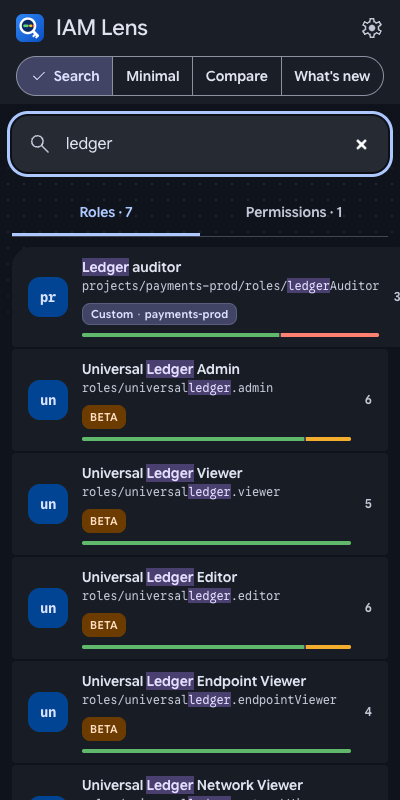 IAM Lens
Search
Minimal
Compare
What's new
ledger
Roles · 7
Permissions · 1
Ledger auditor
projects/payments-prod/roles/ledgerAuditor
pr
3
Custom · payments-prod
Universal Ledger Admin
roles/universalledger.admin
un
6
BETA
Universal Ledger Viewer
roles/universalledger.viewer
un
5
BETA
Universal Ledger Editor
roles/universalledger.editor
un
6
BETA
Universal Ledger Endpoint Viewer
roles/universalledger.endpointViewer
un
4
BETA
Universal Ledger Network Viewer